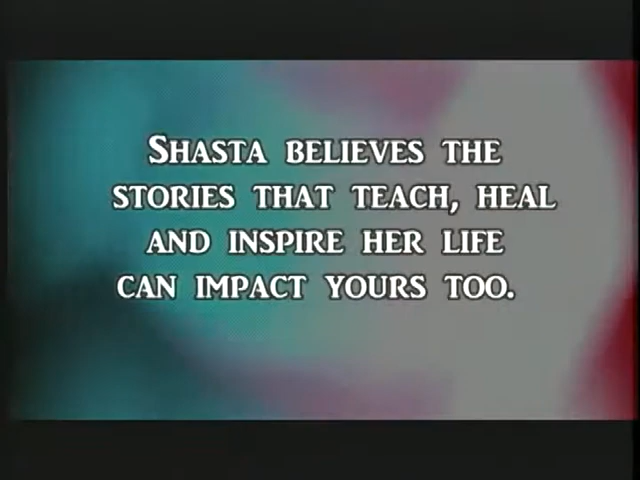 SHASTA BELIEVES THE
STORIES THAT TEACH, HEAL
AND INSPIRE HER LIFE
CAN IMPACT YOURS TOO.